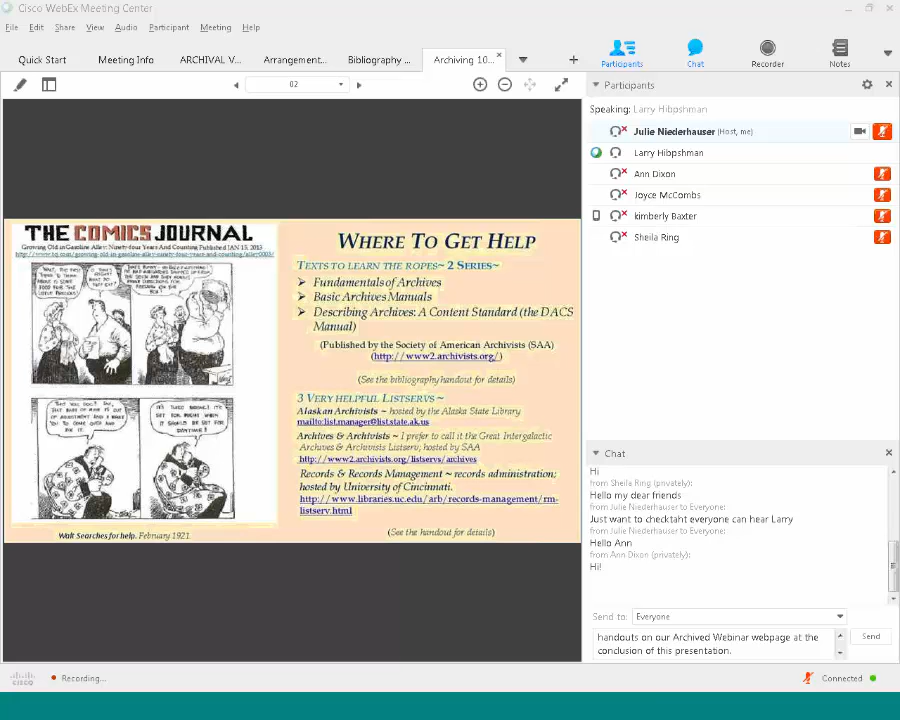 Cisco WebEx Meeting Center
File Edit Share View Audio Participant Meeting Help
Quick Start Meeting Info ARCHIVAL V... Arrangement... Bibliography ... Archiving 10...
Participants Chat Recorder Notes
02
THE COMICS JOURNAL
Growing Old in Gasoline Alley: Ninety-four Years And Counting Published JAN 13, 2013
Walt Searches for help. February 1921.
WHERE TO GET HELP
TEXTS TO LEARN THE ROPES~ 2 SERIES~
Fundamentals of Archives
Basic Archives Manuals
Describing Archives: A Content Standard (the DACS
Manual)
(Published by the Society of American Archivists (SAA)
(http://www2.archivists.org/)
(See the bibliography handout for details)
3 VERY HELPFUL LISTSERVS ~
Alaskan Archivists ~ hosted by the Alaska State Library
mailto:list.manager@list.state.ak.us
Archives & Archivists ~ I prefer to call it the Great Intergalactic
Archives & Archivists Listserv; hosted by SAA
http://www2.archivists.org/listservs/archives
Records & Records Management ~ records administration;
hosted by University of Cincinnati.
http://www.libraries.uc.edu/arb/records-management/rm-
listserv.html
(See the handout for details)
Participants
Speaking: Larry Hibpshman
Julie Niederhauser (Host, me)
Larry Hibpshman
Ann Dixon
Joyce McCombs
kimberly Baxter
Sheila Ring
Chat
Hi
from Sheila Ring (privately):
Hello my dear friends
from Julie Niederhauser to Everyone:
Just want to checktaht everyone can hear Larry
from Julie Niederhauser to Everyone:
Hello Ann
from Ann Dixon (privately):
Hi!
Send to: Everyone
handouts on our Archived Webinar webpage at the
conclusion of this presentation.
Send
cisco
Recording...
Connected